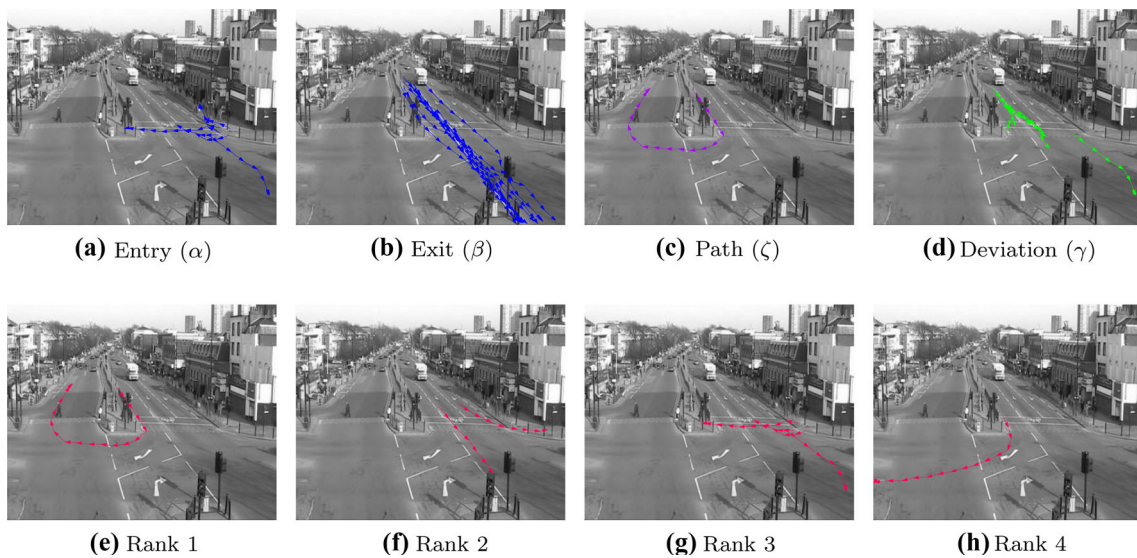 (a) Entry (α)
(b) Exit (β)
(c) Path (ζ)
(d) Deviation (γ)
(e) Rank 1
(f) Rank 2
(g) Rank 3
(h) Rank 4